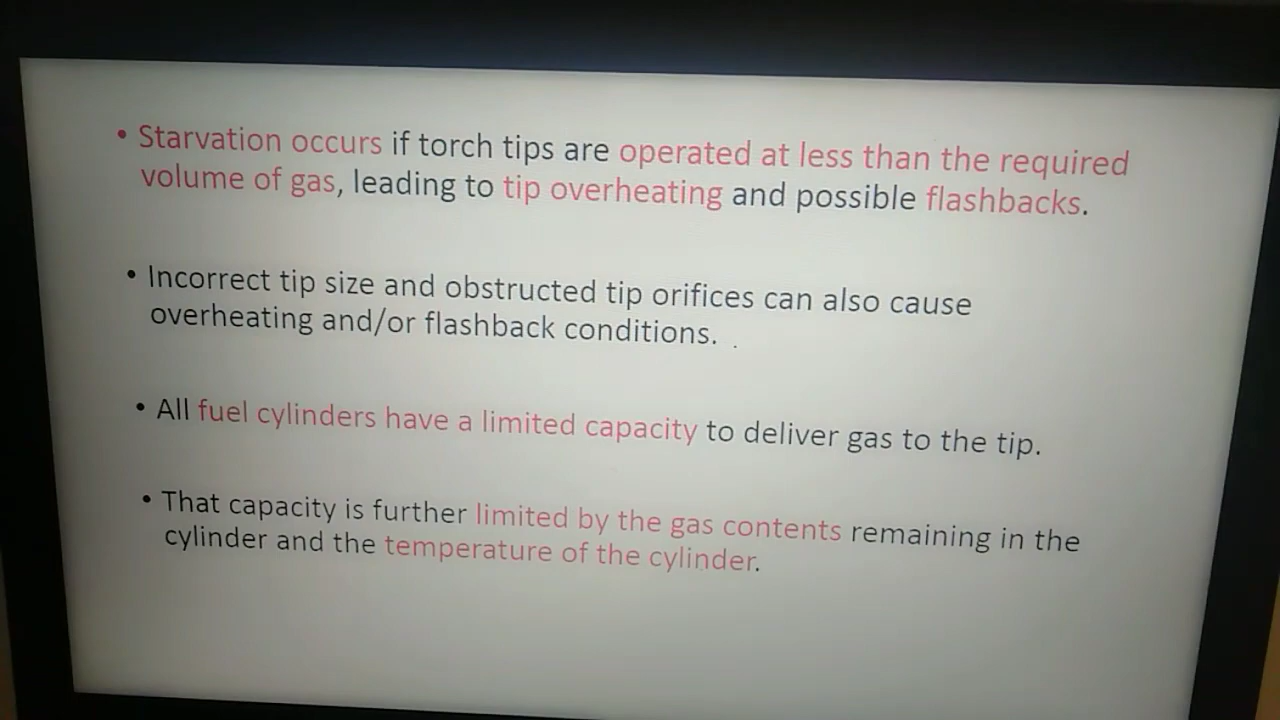 • Starvation occurs if torch tips are operated at less than the required
volume of gas, leading to tip overheating and possible flashbacks.
• Incorrect tip size and obstructed tip orifices can also cause
overheating and/or flashback conditions. .
• All fuel cylinders have a limited capacity to deliver gas to the tip.
• That capacity is further limited by the gas contents remaining in the
cylinder and the temperature of the cylinder.